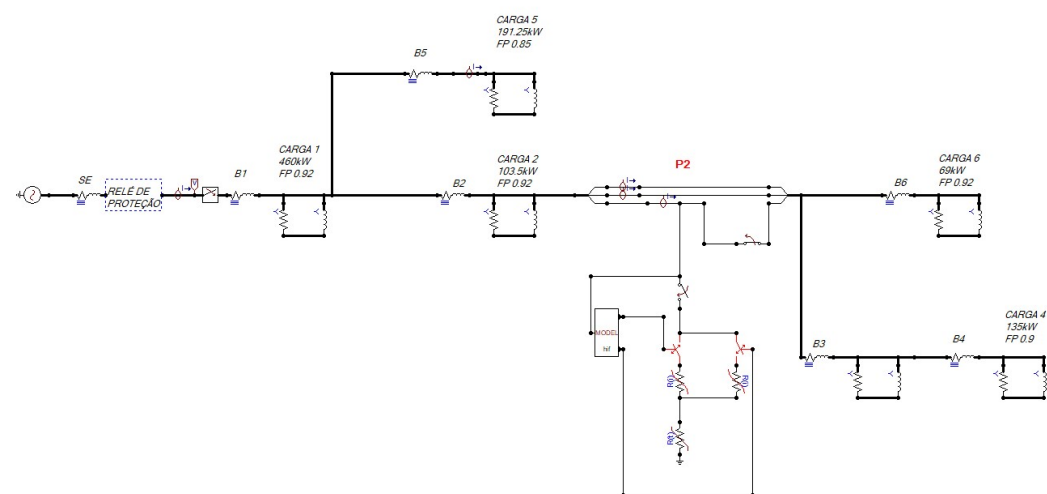 CARGA 5
191.25kW
FP 0.85
B5
I
CARGA 1
460kW
FP 0.92
CARGA 2
103.5kW
FP 0.92
P2
CARGA 6
69kW
FP 0.92
SE
RELÉ DE
PROTEÇÃO
I
V
B1
B2
I
I
I
B6
CARGA 4
135kW
FP 0.9
B3
B4
MODEL
hif
R(t)
R(t)
R(t)